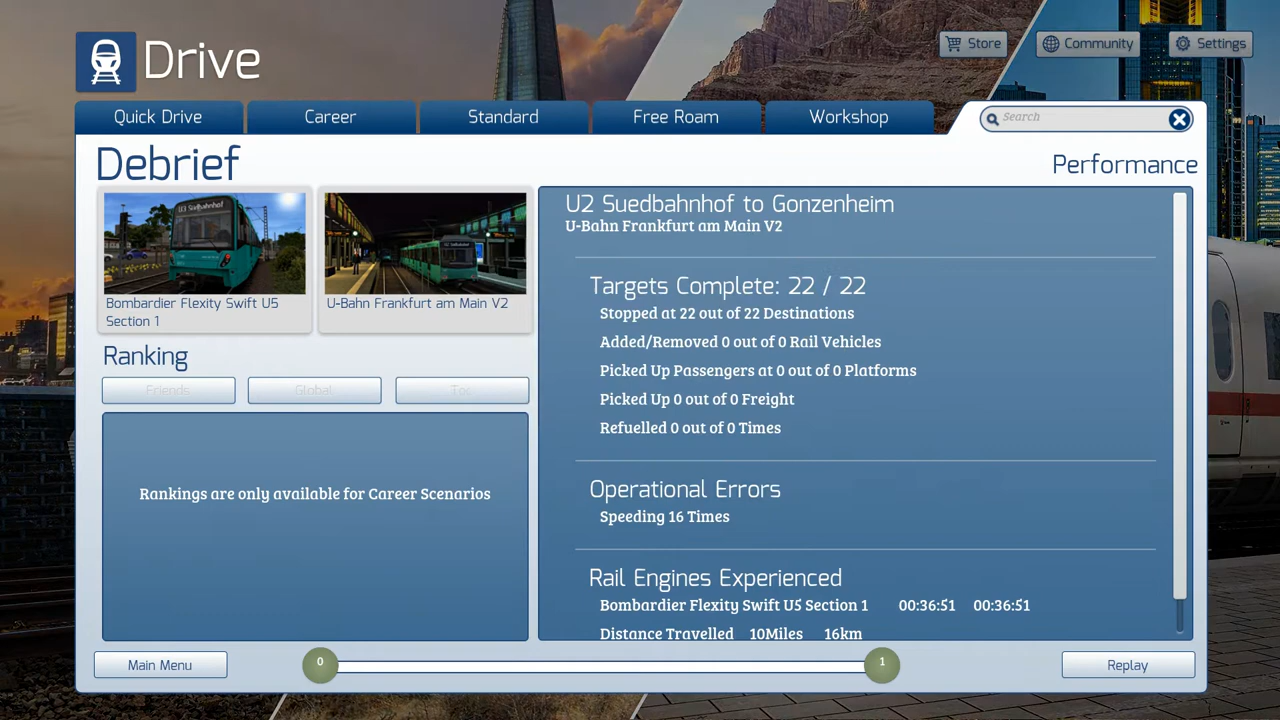 Drive
Store
Community
Settings
Quick Drive
Career
Standard
Free Roam
Workshop
Search
Debrief
Performance
Bombardier Flexity Swift U5
Section 1
U-Bahn Frankfurt am Main V2
Ranking
Friends
Global
Top
Rankings are only available for Career Scenarios
U2 Suedbahnhof to Gonzenheim
U-Bahn Frankfurt am Main V2
Targets Complete: 22 / 22
Stopped at 22 out of 22 Destinations
Added/Removed 0 out of 0 Rail Vehicles
Picked Up Passengers at 0 out of 0 Platforms
Picked Up 0 out of 0 Freight
Refuelled 0 out of 0 Times
Operational Errors
Speeding 16 Times
Rail Engines Experienced
Bombardier Flexity Swift U5 Section 1 00:36:51 00:36:51
Distance Travelled 10Miles 16km
Main Menu
0
1
Replay